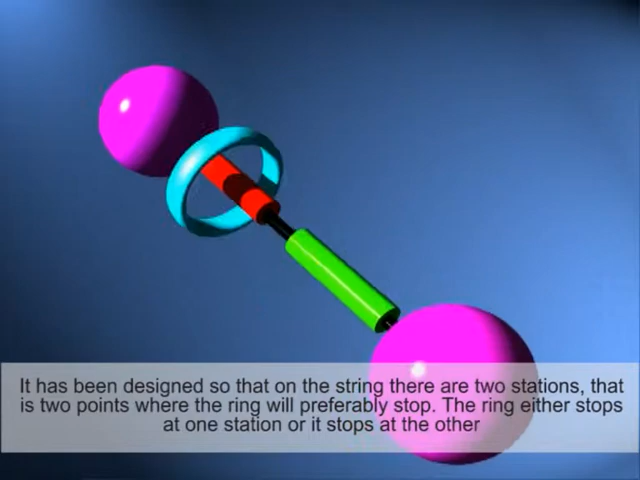 It has been designed so that on the string there are two stations, that
is two points where the ring will preferably stop. The ring either stops
at one station or it stops at the other